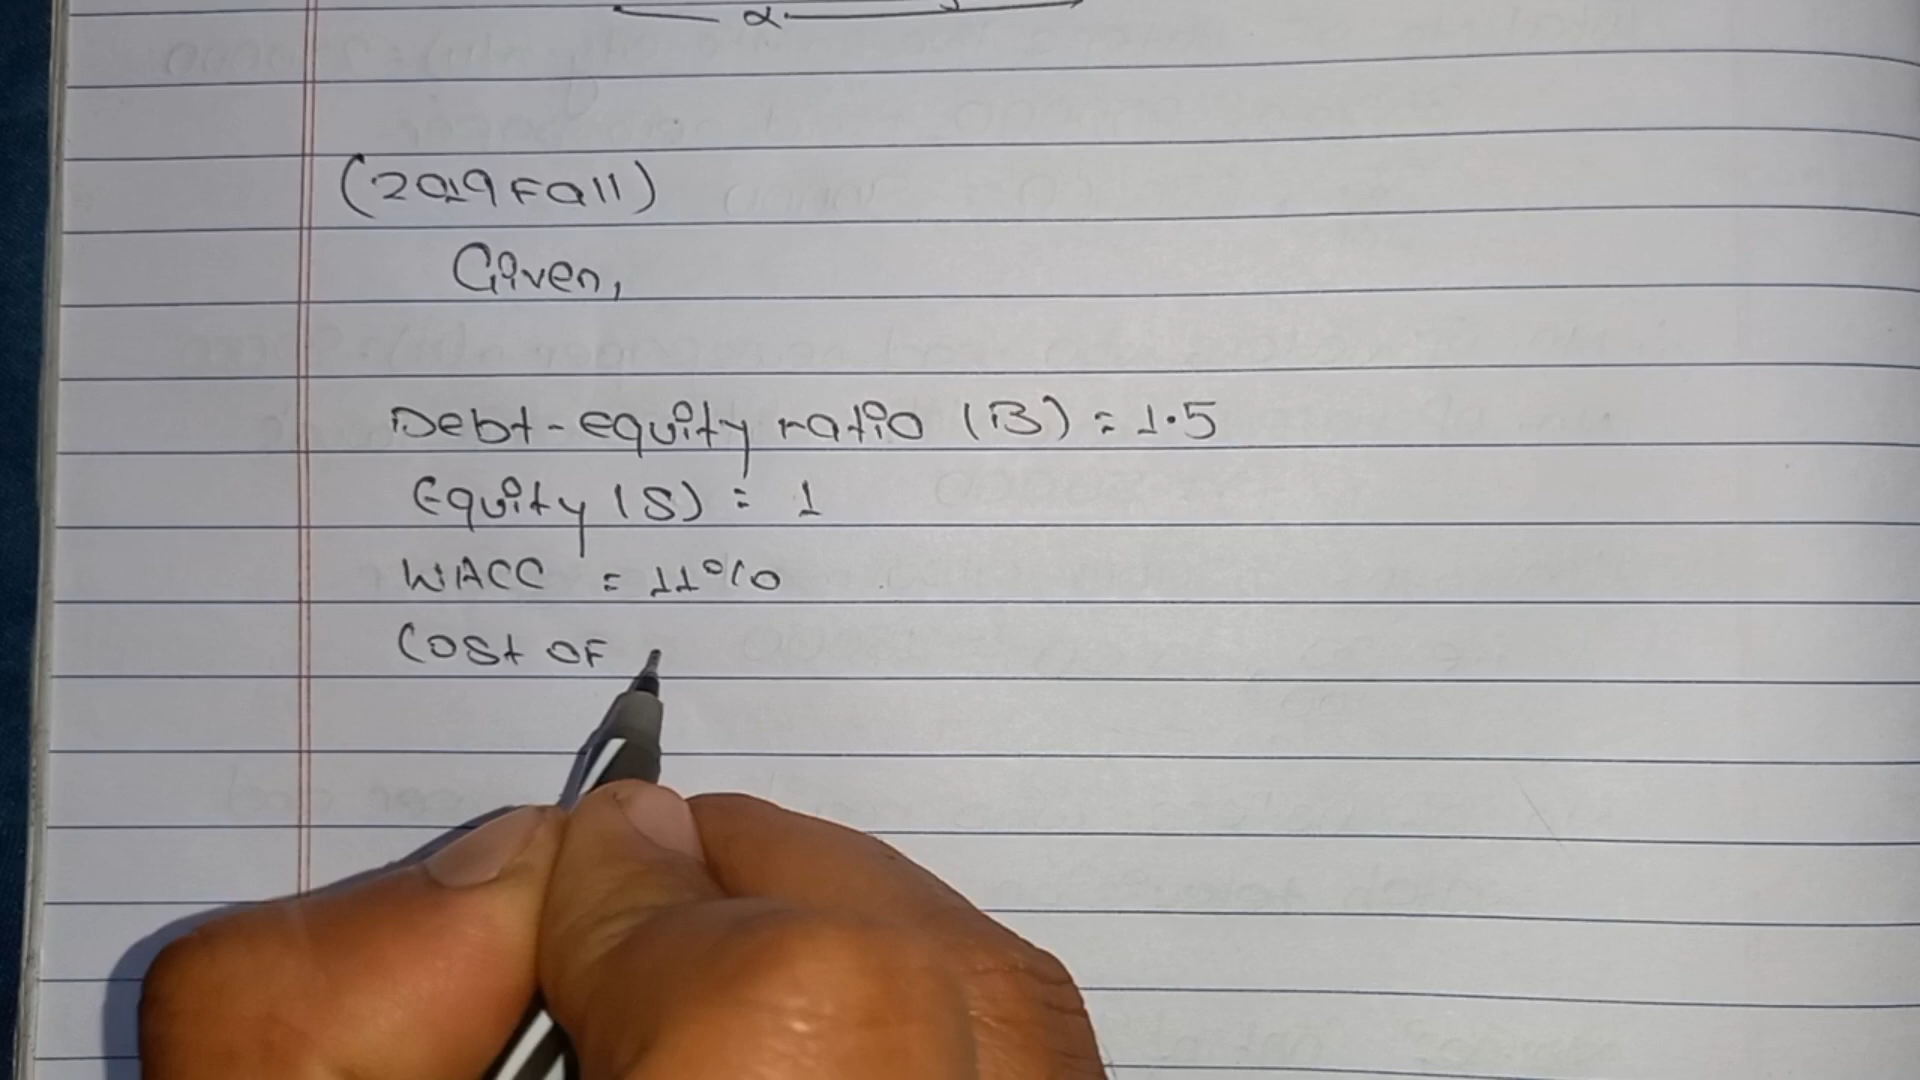 α
(2019 Fall)
Given,
Debt-equity ratio (B) = 1.5
Equity (S) = 1
WACC = 11%
Cost of